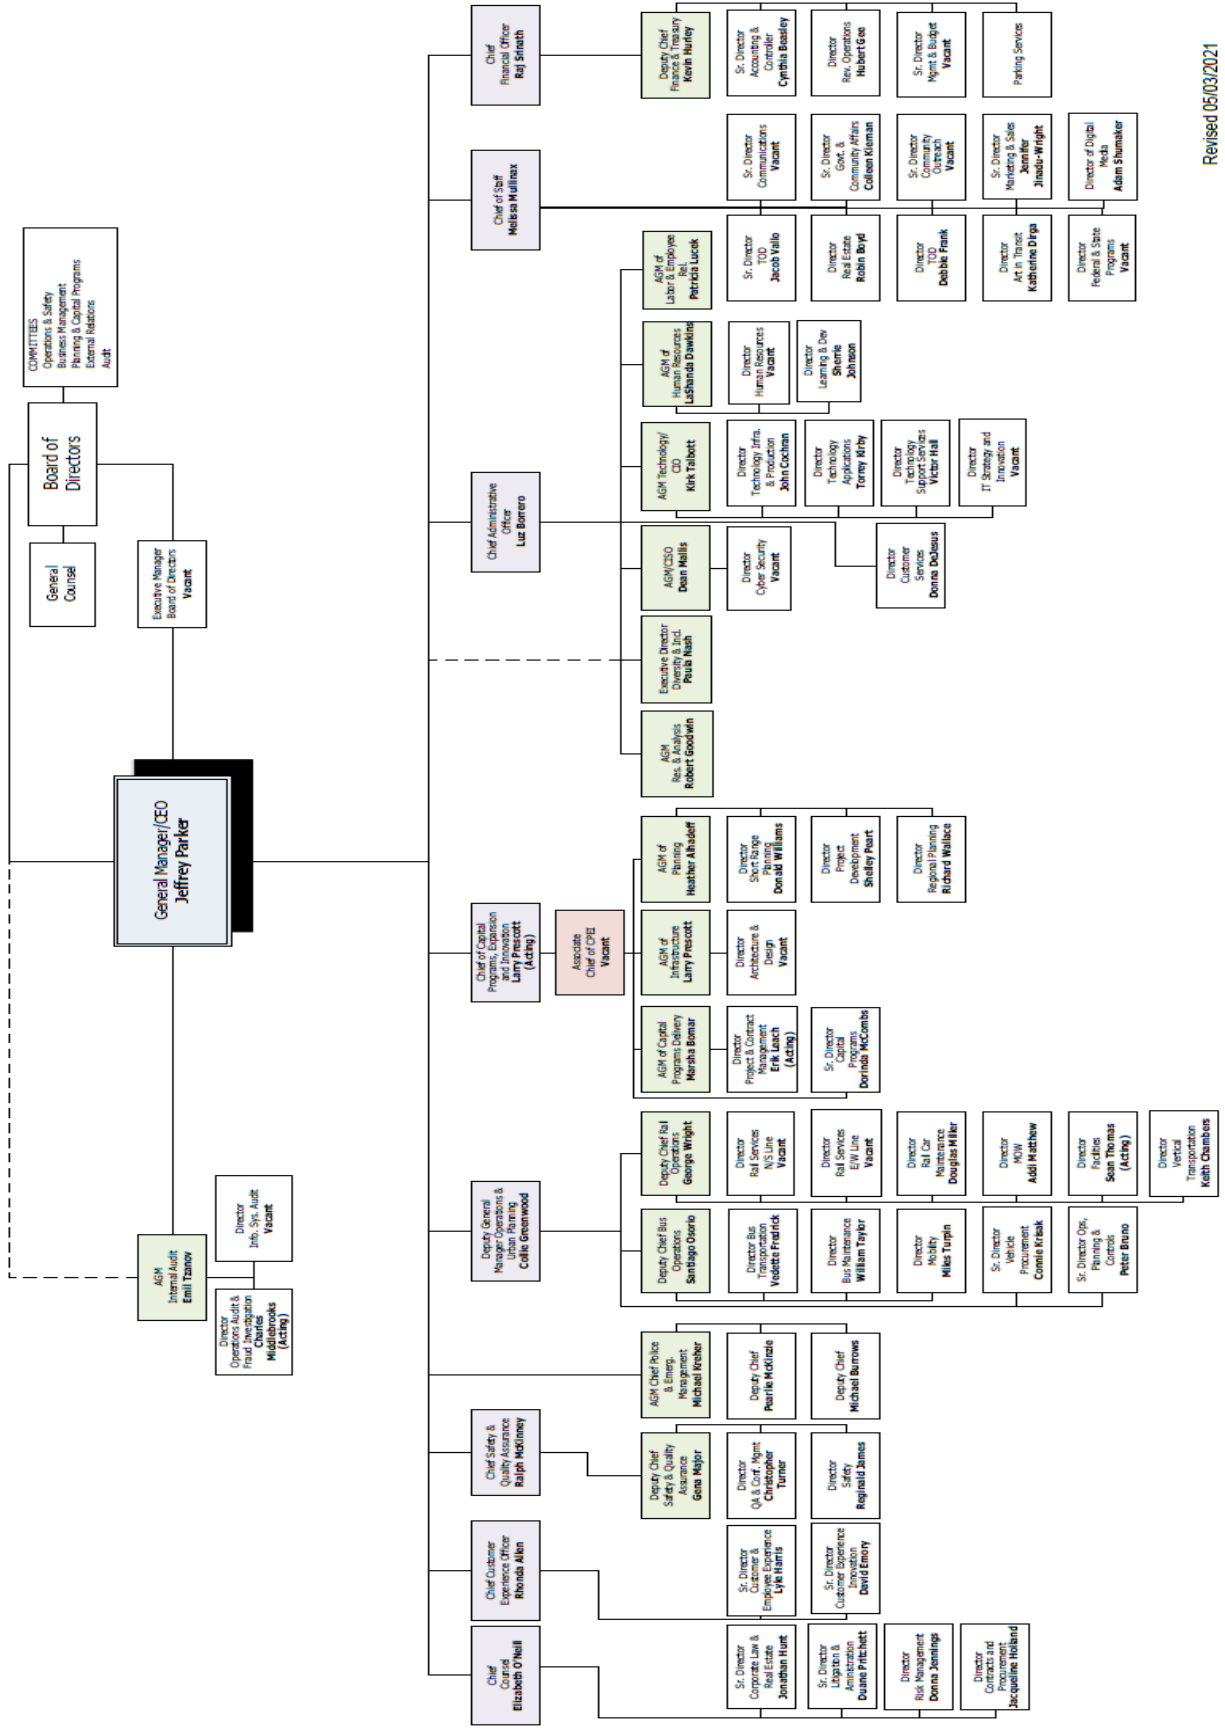 COMMITTEES
Operations & Safety
Business Management
Planning & Capital Programs
External Relations
Audit
Board of
Directors
General
Counsel
Executive Manager
Board of Directors
Vacant
General Manager/CEO
Jeffrey Parker
AGM
Internal Audit
Emil Tzanov
Director
Operations Audit &
Fraud Investigation
Charles
Middlebrooks
(Acting)
Director
Info. Sys. Audit
Vacant
Chief
Counsel
Elizabeth O'Neill
Sr. Director
Corporate Law &
Real Estate
Jonathan Hunt
Sr. Director
Litigation &
Aministration
Duane Pritchett
Director
Risk Management
Donna Jennings
Director
Contracts and
Procurement
Jacqueline Holland
Chief Customer
Experience Officer
Rhonda Allen
Sr. Director
Customer &
Employee Experience
Lyle Harris
Sr. Director
Customer Experience
Innovation
David Emory
Chief Safety &
Quality Assurance
Ralph McKinney
Deputy Chief
Safety & Quality
Assurance
Gena Major
Director
QA & Conf. Mgmt
Christopher
Turner
Director
Safety
Reginald James
AGM Chief Police
& Emerg.
Management
Michael Kreher
Deputy Chief
Pearlie McKinzie
Deputy Chief
Michael Burrows
Deputy General
Manager Operations &
Urban Planning
Collie Greenwood
Deputy Chief Bus
Operations
Santiago Osorio
Director Bus
Transportation
Vedette Fredrick
Director
Bus Maintenance
William Taylor
Director
Mobility
Mikes Turpin
Sr. Director
Vehicle
Procurement
Connie Krisak
Sr. Director Ops,
Planning &
Controls
Peter Bruno
Deputy Chief Rail
Operations
George Wright
Director
Rail Services
N/S Line
Vacant
Director
Rail Services
E/W Line
Vacant
Director
Rail Car
Maintenance
Douglas Miller
Director
MOW
Addi Matthew
Director
Facilities
Sean Thomas
(Acting)
Director
Vertical
Transportation
Keith Chambers
Chief of Capital
Programs, Expansion
and Innovation
Larry Prescott
(Acting)
Associate
Chief of CPEI
Vacant
AGM of Capital
Programs Delivery
Marsha Bomar
Director
Project & Contract
Management
Erik Leach
(Acting)
Sr. Director
Capital
Programs
Dorinda McCombs
AGM of
Infrastructure
Larry Prescott
Director
Architecture &
Design
Vacant
AGM of
Planning
Heather Alhadeff
Director
Short Range
Planning
Donald Williams
Director
Project
Development
Shelley Peart
Director
Regional Planning
Richard Wallace
Chief Administrative
Officer
Luz Borrero
AGM
Res. & Analysis
Robert Goodwin
Executive Director
Diversity & Incl.
Paula Nash
AGM/CISO
Dean Mallis
Director
Cyber Security
Vacant
Director
Customer
Services
Donna DeJesus
AGM Technology/
CIO
Kirk Talbott
Director
Technology Infra.
& Production
John Cochran
Director
Technology
Applications
Torrey Kirby
Director
Technology
Support Services
Victor Hall
Director
IT Strategy and
Innovation
Vacant
AGM of
Human Resources
LaShanda Dawkins
Director
Human Resources
Vacant
Director
Learning & Dev
Sherrie
Johnson
AGM of
Labor & Employee
Rel.
Patricia Lucek
Chief of Staff
Melissa Mullinax
Sr. Director
TOD
Jacob Vallo
Director
Real Estate
Robin Boyd
Director
TOD
Debbie Frank
Director
Art in Transit
Katherine Dirga
Director
Federal & State
Programs
Vacant
Sr. Director
Communications
Vacant
Sr. Director
Govt. &
Community Affairs
Colleen Kiernan
Sr. Director
Community
Outreach
Vacant
Sr. Director
Marketing & Sales
Jennifer
Jinadu-Wright
Director of Digital
Media
Adam Shumaker
Chief
Financial Officer
Raj Srinath
Deputy Chief
Finance & Treasury
Kevin Hurley
Sr. Director
Accounting &
Controller
Cynthia Beasley
Director
Rev. Operations
Hubert Gee
Sr. Director
Mgmt & Budget
Vacant
Parking Services
Revised 05/03/2021